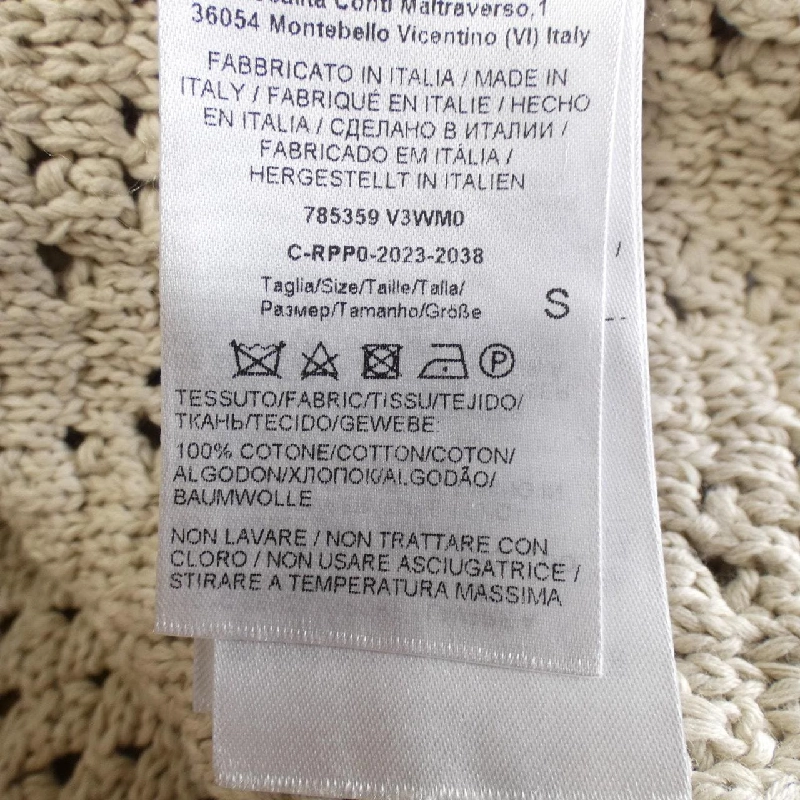 Conti Maltraverso,1
36054 Montebello Vicentino (VI) Italy
FABBRICATO IN ITALIA / MADE IN
ITALY / FABRIQUÉ EN ITALIE / HECHO
EN ITALIA / СДЕЛАНО В ИТАЛИИ /
FABRICADO EM ITÁLIA /
HERGESTELLT IN ITALIEN
785359 V3WM0
C-RPP0-2023-2038
Taglia/Size/Taille/Talla/
Размер/Tamanho/Größe
S
P
TESSUTO/FABRIC/TISSU/TEJIDO/
ТКАНЬ/TECIDO/GEWEBE:
100% COTONE/COTTON/COTON/
ALGODON/ХЛОПОК/ALGODÃO/
BAUMWOLLE
NON LAVARE / NON TRATTARE CON
CLORO / NON USARE ASCIUGATRICE /
STIRARE A TEMPERATURA MASSIMA